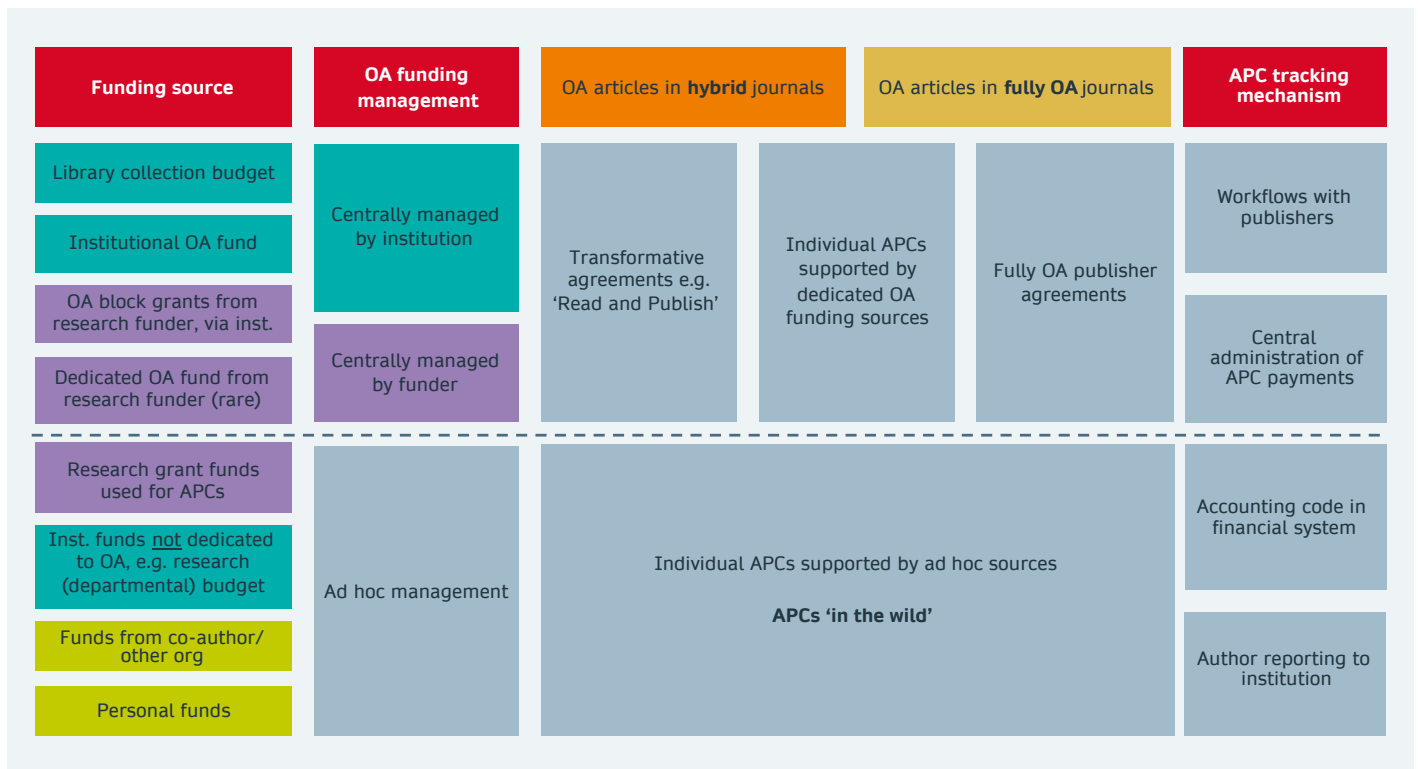 Funding source
OA funding
management
OA articles in hybrid journals
OA articles in fully OA journals
APC tracking
mechanism
Library collection budget
Institutional OA fund
OA block grants from
research funder, via inst.
Dedicated OA fund from
research funder (rare)
Centrally managed
by institution
Centrally managed
by funder
Transformative
agreements e.g.
‘Read and Publish’
Individual APCs
supported by
dedicated OA
funding sources
Fully OA publisher
agreements
Workflows with
publishers
Central
administration of
APC payments
Research grant funds
used for APCs
Inst. funds not dedicated
to OA, e.g. research
(departmental) budget
Funds from co-author/
other org
Personal funds
Ad hoc management
Individual APCs supported by ad hoc sources
APCs ‘in the wild’
Accounting code in
financial system
Author reporting to
institution